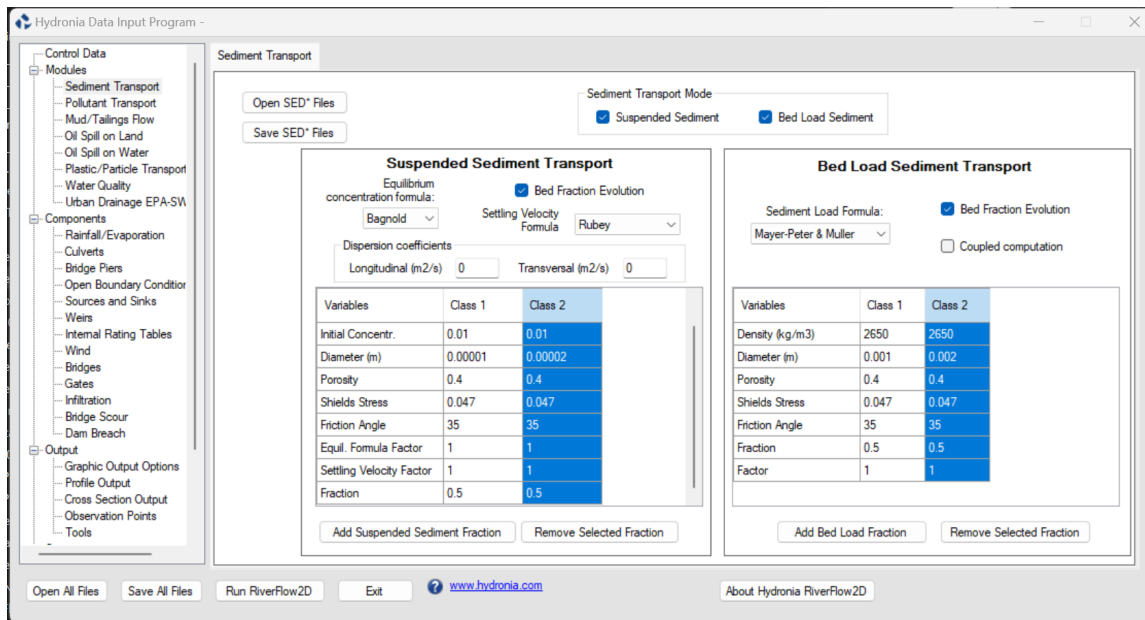 Hydronia Data Input Program -
Control Data
Modules
Sediment Transport
Pollutant Transport
Mud/Tailings Flow
Oil Spill on Land
Oil Spill on Water
Plastic/Particle Transport
Water Quality
Urban Drainage EPA-SW
Components
Rainfall/Evaporation
Culverts
Bridge Piers
Open Boundary Condition
Sources and Sinks
Weirs
Internal Rating Tables
Wind
Bridges
Gates
Infiltration
Bridge Scour
Dam Breach
Output
Graphic Output Options
Profile Output
Cross Section Output
Observation Points
Tools
Sediment Transport
Open SED* Files
Save SED* Files
Sediment Transport Mode
Suspended Sediment Bed Load Sediment
Suspended Sediment Transport
Equilibrium
concentration formula:
Bagnold
Bed Fraction Evolution
Settling Velocity
Formula
Rubey
Dispersion coefficients
Longitudinal (m2/s) 0 Transversal (m2/s) 0
Variables Class 1 Class 2
Initial Concentr. 0.01 0.01
Diameter (m) 0.00001 0.00002
Porosity 0.4 0.4
Shields Stress 0.047 0.047
Friction Angle 35 35
Equil. Formula Factor 1 1
Settling Velocity Factor 1 1
Fraction 0.5 0.5
Add Suspended Sediment Fraction Remove Selected Fraction
Bed Load Sediment Transport
Sediment Load Formula:
Mayer-Peter & Muller
Bed Fraction Evolution
Coupled computation
Variables Class 1 Class 2
Density (kg/m3) 2650 2650
Diameter (m) 0.001 0.002
Porosity 0.4 0.4
Shields Stress 0.047 0.047
Friction Angle 35 35
Fraction 0.5 0.5
Factor 1 1
Add Bed Load Fraction Remove Selected Fraction
Open All Files Save All Files Run RiverFlow2D Exit ? www.hydronia.com About Hydronia RiverFlow2D